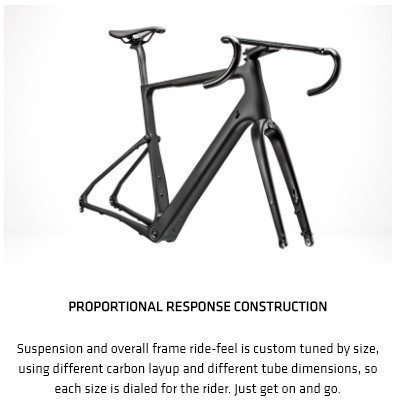 PROPORTIONAL RESPONSE CONSTRUCTION
Suspension and overall frame ride-feel is custom tuned by size,
using different carbon layup and different tube dimensions, so
each size is dialed for the rider. Just get on and go.